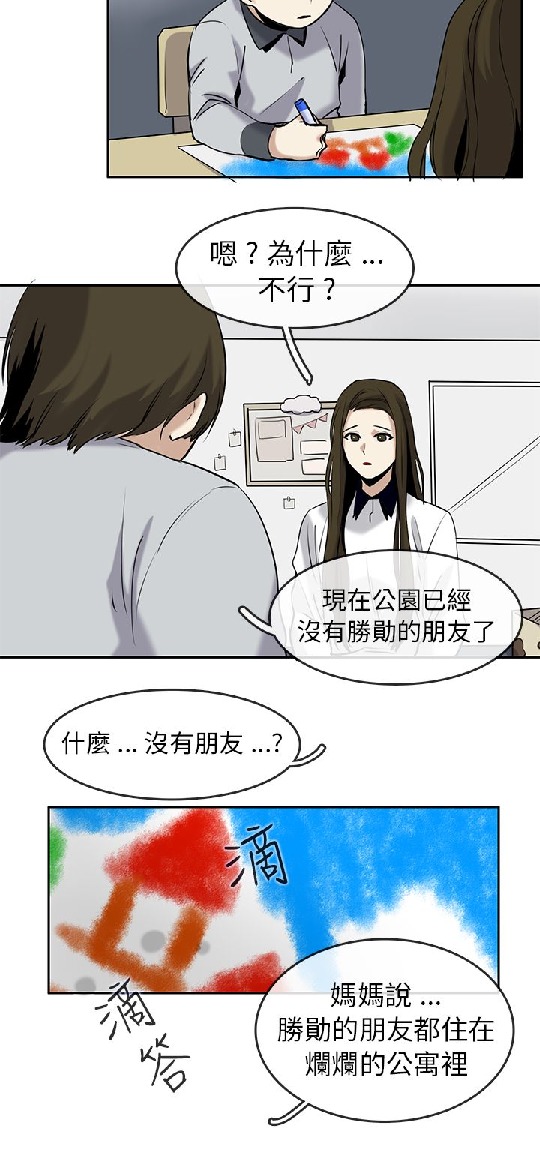 嗯？為什麼...
不行？
現在公園已經
沒有勝勛的朋友了
什麼...沒有朋友...?
滴
媽媽說...
勝勛的朋友都住在
爛爛的公寓裡
滴
答